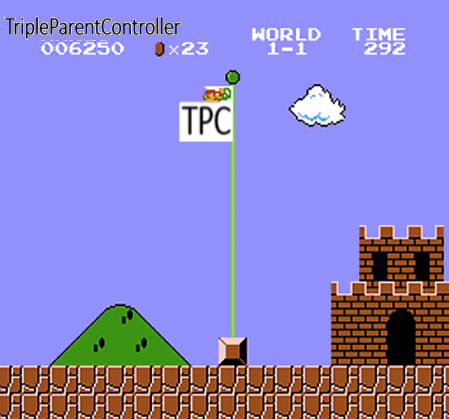 TripleParentController
WORLD TIME
006250 ×23 1-1 292
TPC